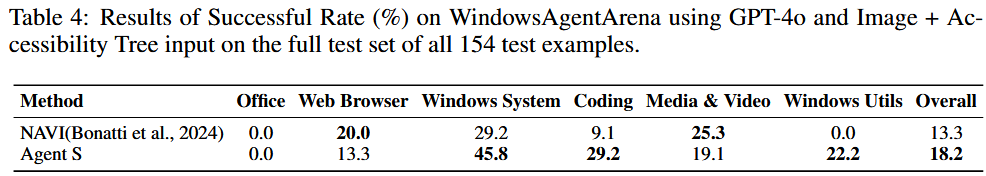 Table 4: Results of Successful Rate (%) on WindowsAgentArena using GPT-4o and Image + Ac-
cessibility Tree input on the full test set of all 154 test examples.
Method Office Web Browser Windows System Coding Media & Video Windows Utils Overall
NAVI(Bonatti et al., 2024) 0.0 20.0 29.2 9.1 25.3 0.0 13.3
Agent S 0.0 13.3 45.8 29.2 19.1 22.2 18.2